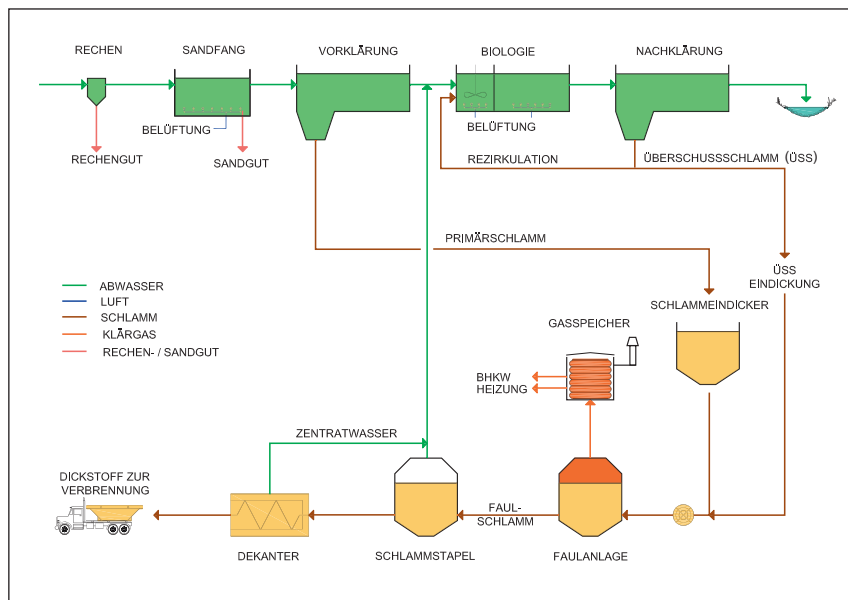 RECHEN
SANDFANG
VORKLÄRUNG
BIOLOGIE
NACHKLÄRUNG
BELÜFTUNG
BELÜFTUNG
RECHENGUT
SANDGUT
REZIRKULATION
ÜBERSCHUSSSCHLAMM (ÜSS)
PRIMÄRSCHLAMM
ÜSS
EINDICKUNG
ABWASSER
LUFT
SCHLAMM
KLÄRGAS
RECHEN- / SANDGUT
SCHLAMMEINDICKER
GASSPEICHER
BHKW
HEIZUNG
ZENTRATWASSER
DICKSTOFF ZUR
VERBRENNUNG
FAUL-
SCHLAMM
DEKANTER
SCHLAMMSTAPEL
FAULANLAGE